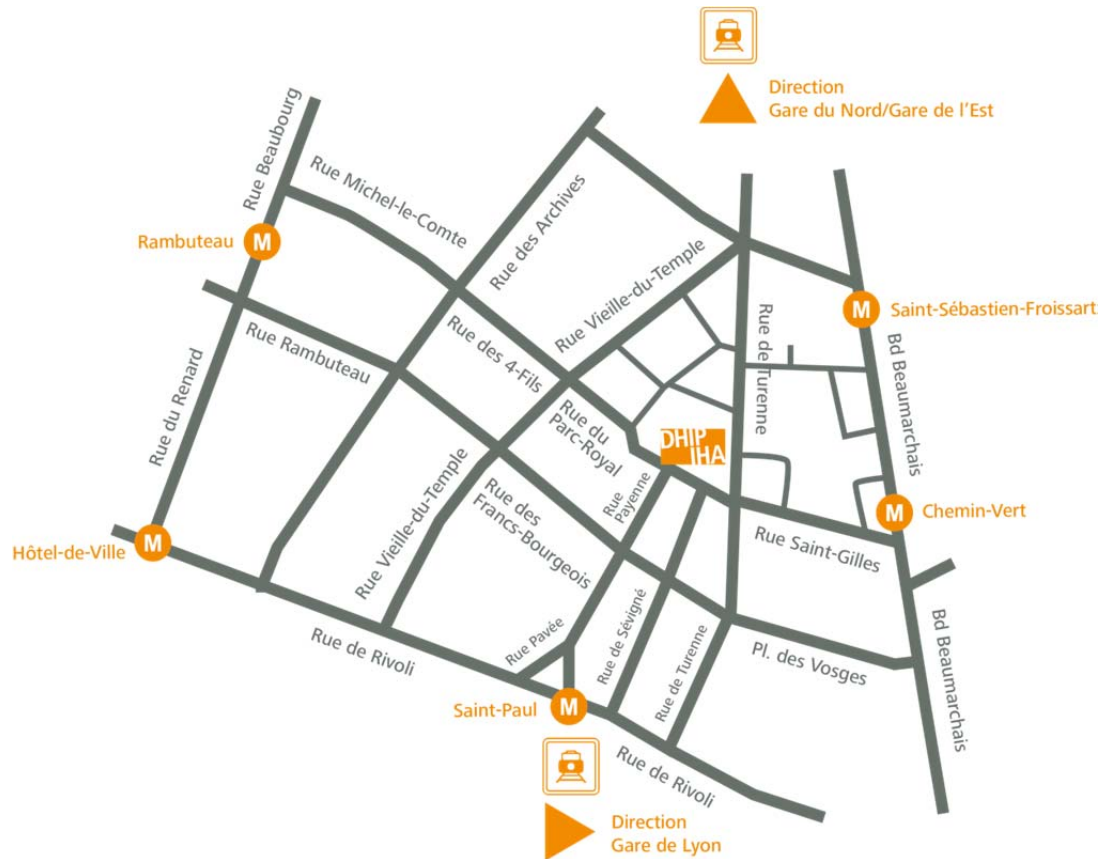 Direction
Gare du Nord/Gare de l'Est
Rue Beaubourg
Rue Michel-le-Comte
Rue des Archives
Rambuteau
M
Rue Vieille-du-Temple
M
Saint-Sébastien-Froissart
Rue Rambuteau
Rue des 4-Fils
Rue de Turenne
Bd Beaumarchais
Rue du Renard
Rue du
Parc-Royal
DHIP
IHA
Rue Vieille-du-Temple
Rue des
Francs-Bourgeois
Rue
Payenne
M
Chemin-Vert
Rue Saint-Gilles
Hôtel-de-Ville
M
Rue de Rivoli
Rue Pavée
Rue de Sévigné
Rue de Turenne
Pl. des Vosges
Bd Beaumarchais
Saint-Paul
M
Rue de Rivoli
Direction
Gare de Lyon